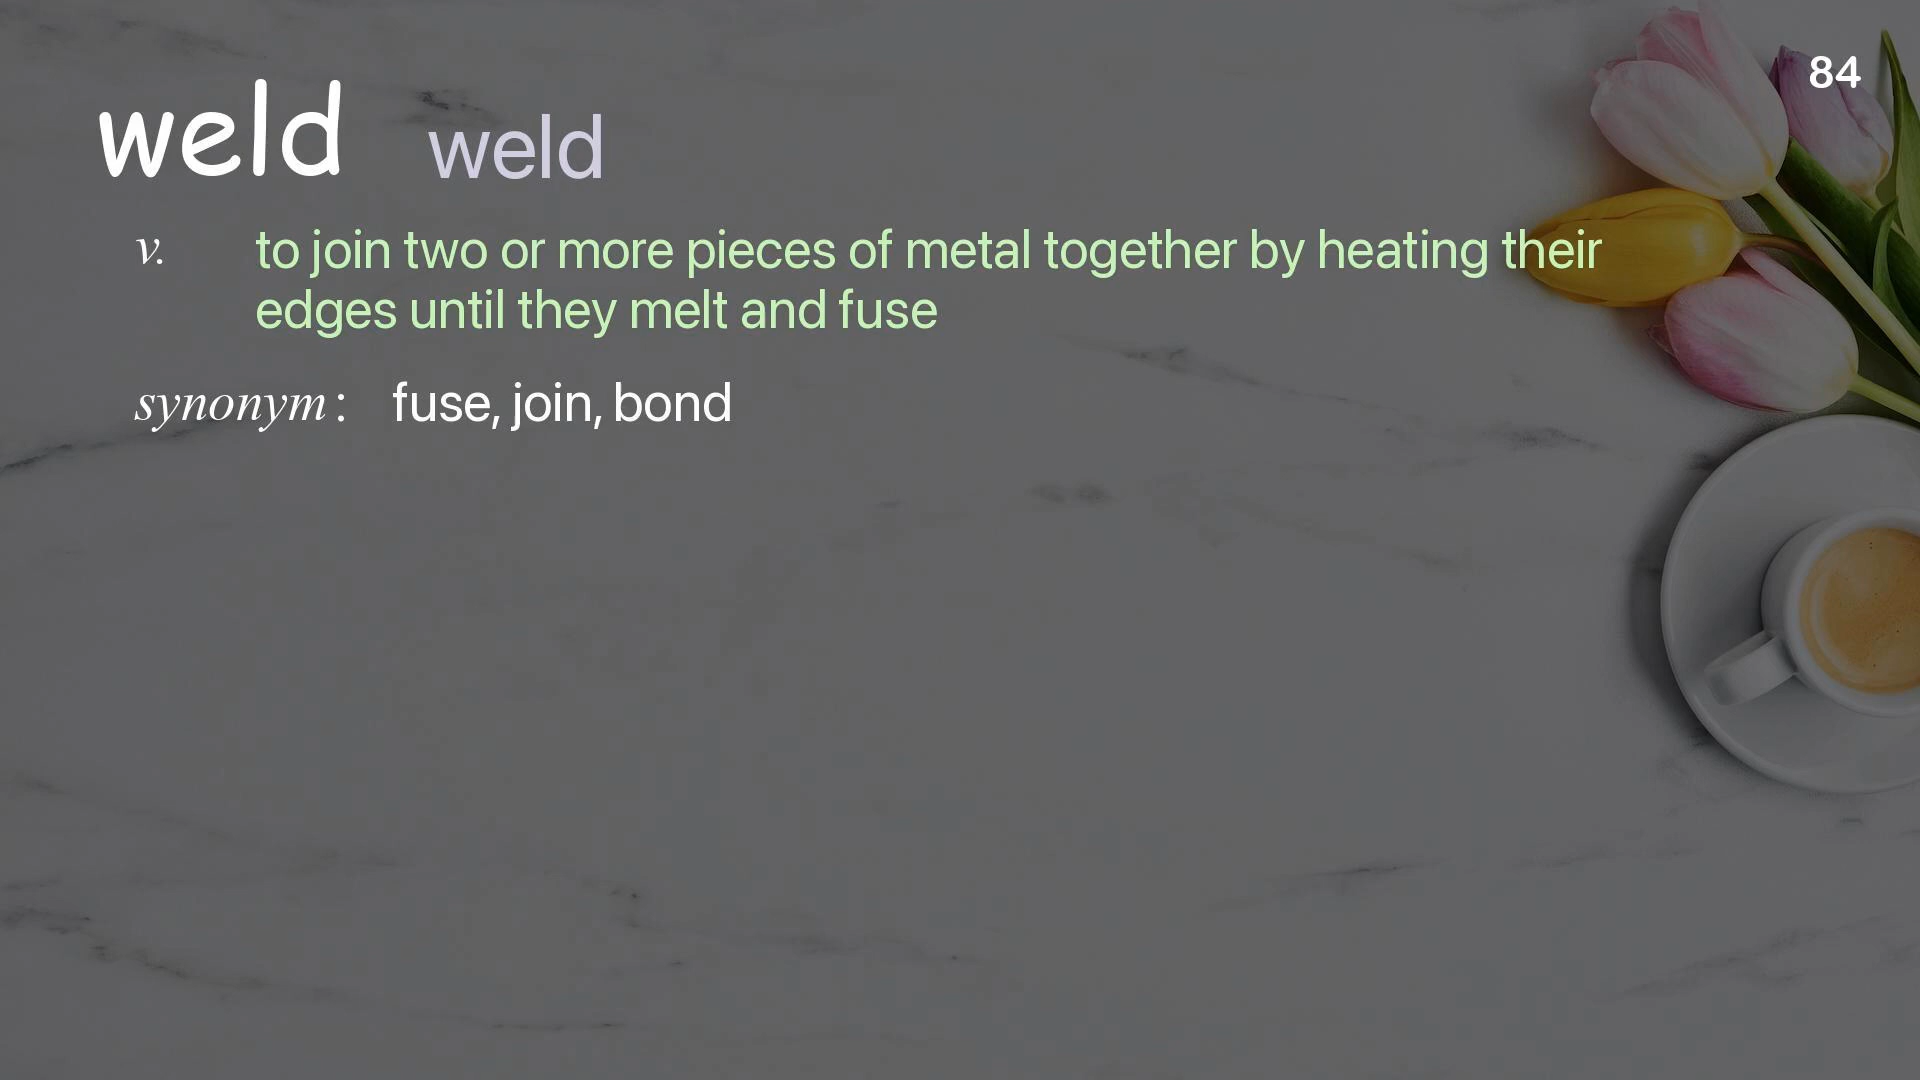 84
weld weld
v. to join two or more pieces of metal together by heating their
edges until they melt and fuse
synonym: fuse, join, bond